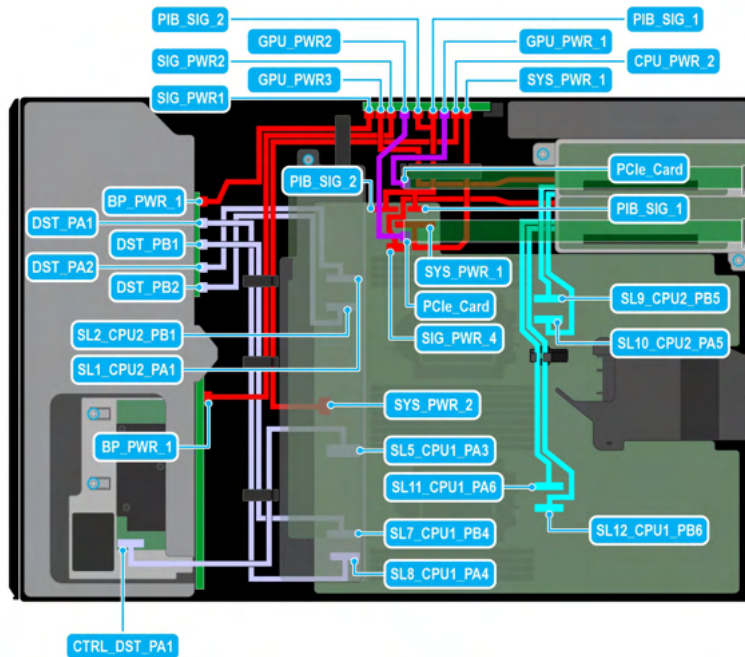 PIB_SIG_2
PIB_SIG_1
GPU_PWR2
GPU_PWR_1
SIG_PWR2
CPU_PWR_2
GPU_PWR3
SYS_PWR_1
SIG_PWR1
PCIe_Card
PIB_SIG_2
BP_PWR_1
PIB_SIG_1
DST_PA1
DST_PB1
DST_PA2
SYS_PWR_1
DST_PB2
PCIe_Card
SL9_CPU2_PB5
SL2_CPU2_PB1
SIG_PWR_4
SL10_CPU2_PA5
SL1_CPU2_PA1
SYS_PWR_2
BP_PWR_1
SL5_CPU1_PA3
SL11_CPU1_PA6
SL7_CPU1_PB4
SL12_CPU1_PB6
SL8_CPU1_PA4
CTRL_DST_PA1